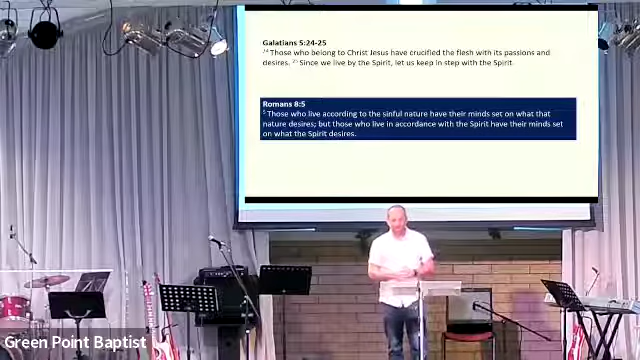 Galatians 5:24-25
24 Those who belong to Christ Jesus have crucified the flesh with its passions and
desires. 25 Since we live by the Spirit, let us keep in step with the Spirit.
Romans 8:5
5 Those who live according to the sinful nature have their minds set on what that
nature desires; but those who live in accordance with the Spirit have their minds set
on what the Spirit desires.
Green Point Baptist